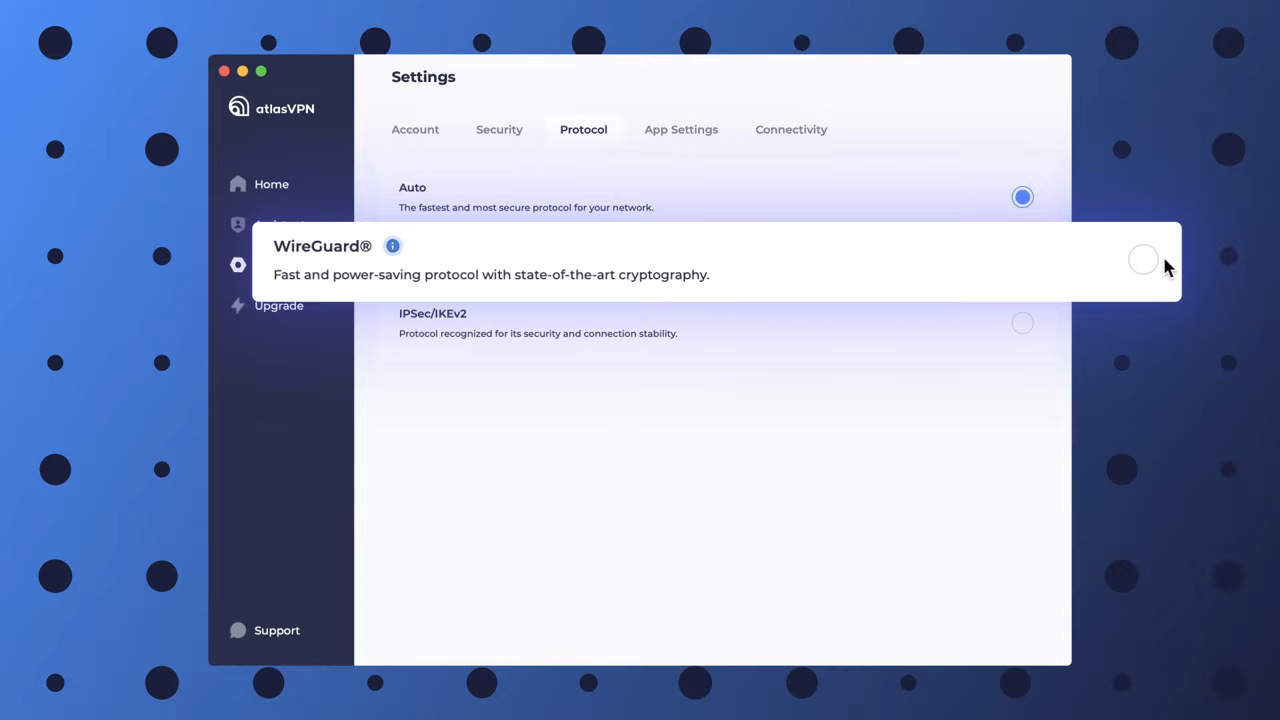 Settings
atlasVPN
Account Security Protocol App Settings Connectivity
Home
Auto
The fastest and most secure protocol for your network.
WireGuard®
Fast and power-saving protocol with state-of-the-art cryptography.
Upgrade
IPSec/IKEv2
Protocol recognized for its security and connection stability.
Support